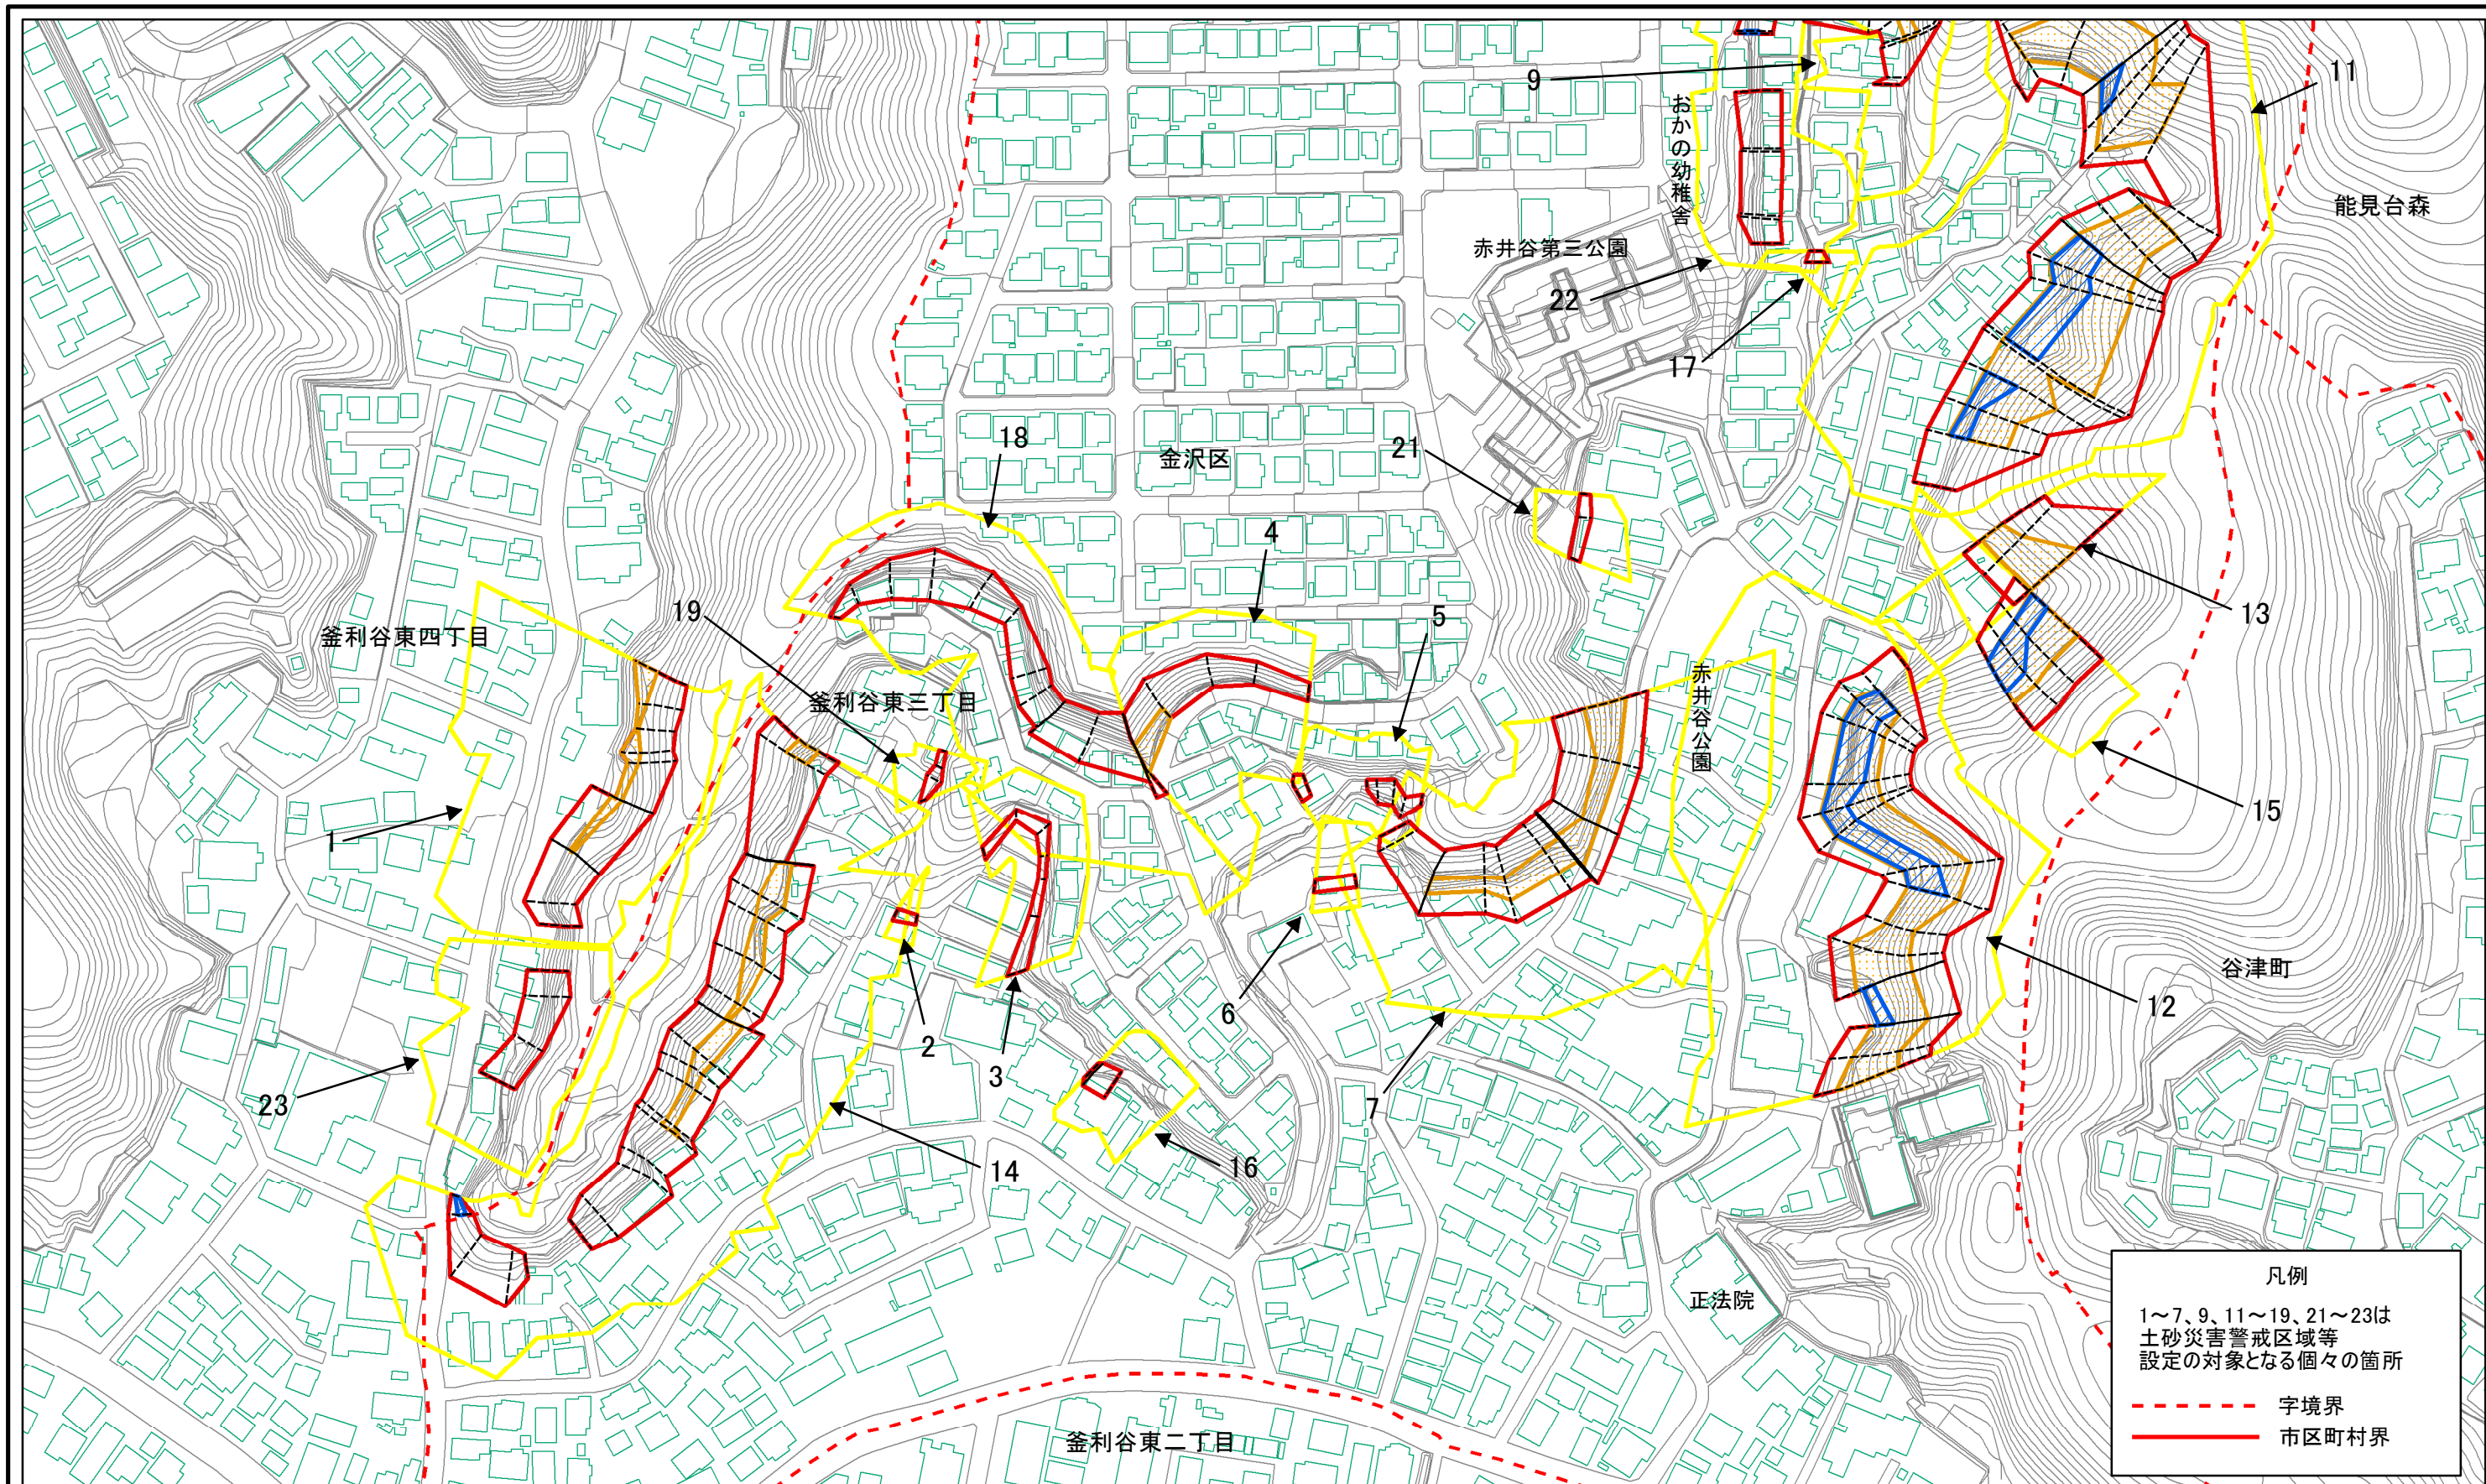 9
11
おかの幼稚舎
能見台森
赤井谷第三公園
22
17
18
金沢区
21
4
19
5
13
釜利谷東四丁目
釜利谷東三丁目
赤井谷公園
1
15
6
谷津町
12
2
3
7
23
14
16
正法院
釜利谷東二丁目
凡例
1～7、9、11～19、21～23は
土砂災害警戒区域等
設定の対象となる個々の箇所
字境界
市区町村界